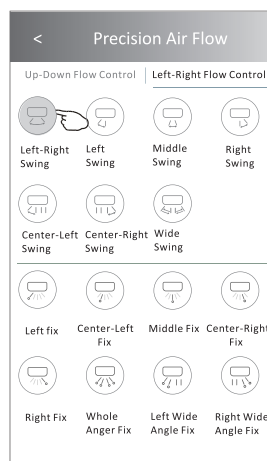 < Precision Air Flow
Up-Down Flow Control Left-Right Flow Control
Left-Right Swing
Left Swing
Middle Swing
Right Swing
Center-Left Swing
Center-Right Swing
Wide Swing
Left fix
Center-Left Fix
Middle Fix
Center-Right Fix
Right Fix
Whole Anger Fix
Left Wide Angle Fix
Right Wide Angle Fix